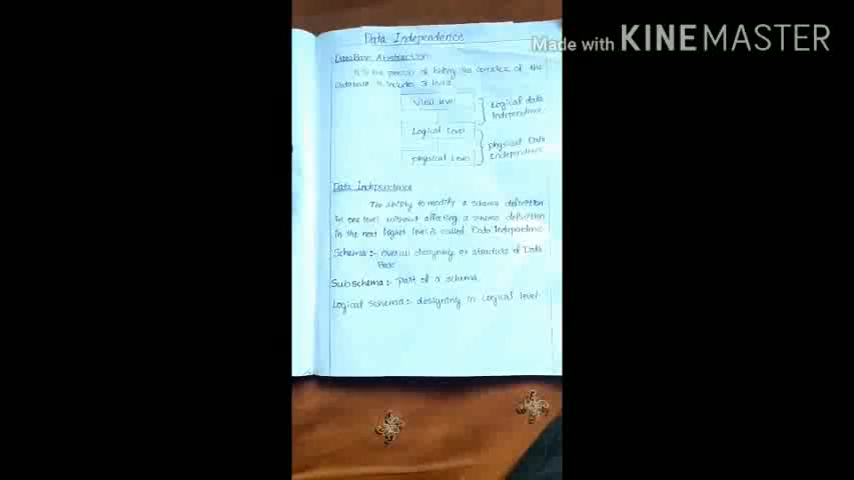 Made with KINEMASTER
Data Independence
DataBase Abstraction
It is the process of hiding the complex of the
Database. It includes 3 level
View level
Logical data
Independence
Logical Level
physical Data
Independence
physical Level
Data Independence
The ability to modify a schema definition
in one level without affecting a schema definition
in the next higher level is called Data Independence
Schema:- overall designing or structure of Data
Base
Subschema:- part of a schema
Logical Schema:- designing in Logical level.